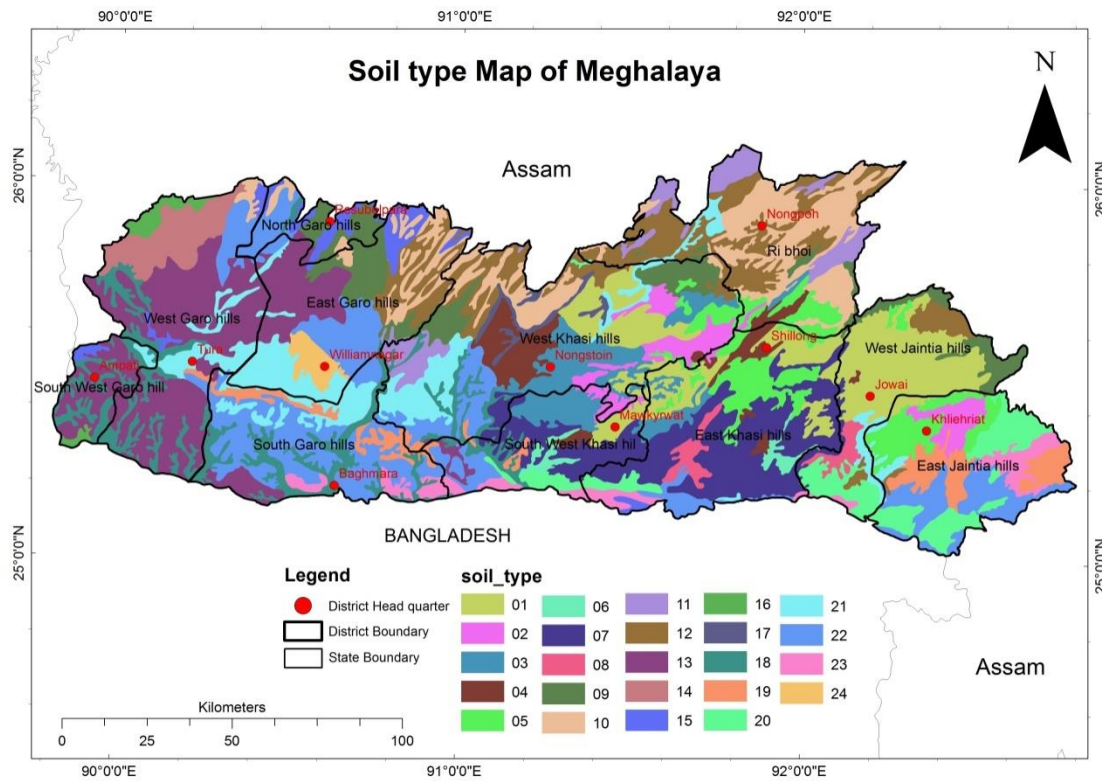 90°0'0"E 91°0'0"E 92°0'0"E
Soil type Map of Meghalaya
N
Assam
26°0'0"N
26°0'0"N
Resubelpara
North Garo hills
Nongpoh
Ri bhoi
East Garo hills
West Garo hills
West Khasi hills
Shillong
West Jaintia hills
Tura
Williamnagar
Nongstoin
Ampati
South West Garo hill
Jowai
Mawkyrwat
Khliehriat
South Garo hills
South West Khasi hil
East Khasi hills
East Jaintia hills
Baghmara
BANGLADESH
25°0'0"N
25°0'0"N
Legend
District Head quarter
District Boundary
State Boundary
soil_type
01 06 11 16 21
02 07 12 17 22
03 08 13 18 23
04 09 14 19 24
05 10 15 20
Assam
Kilometers
0 25 50 100
90°0'0"E 91°0'0"E 92°0'0"E